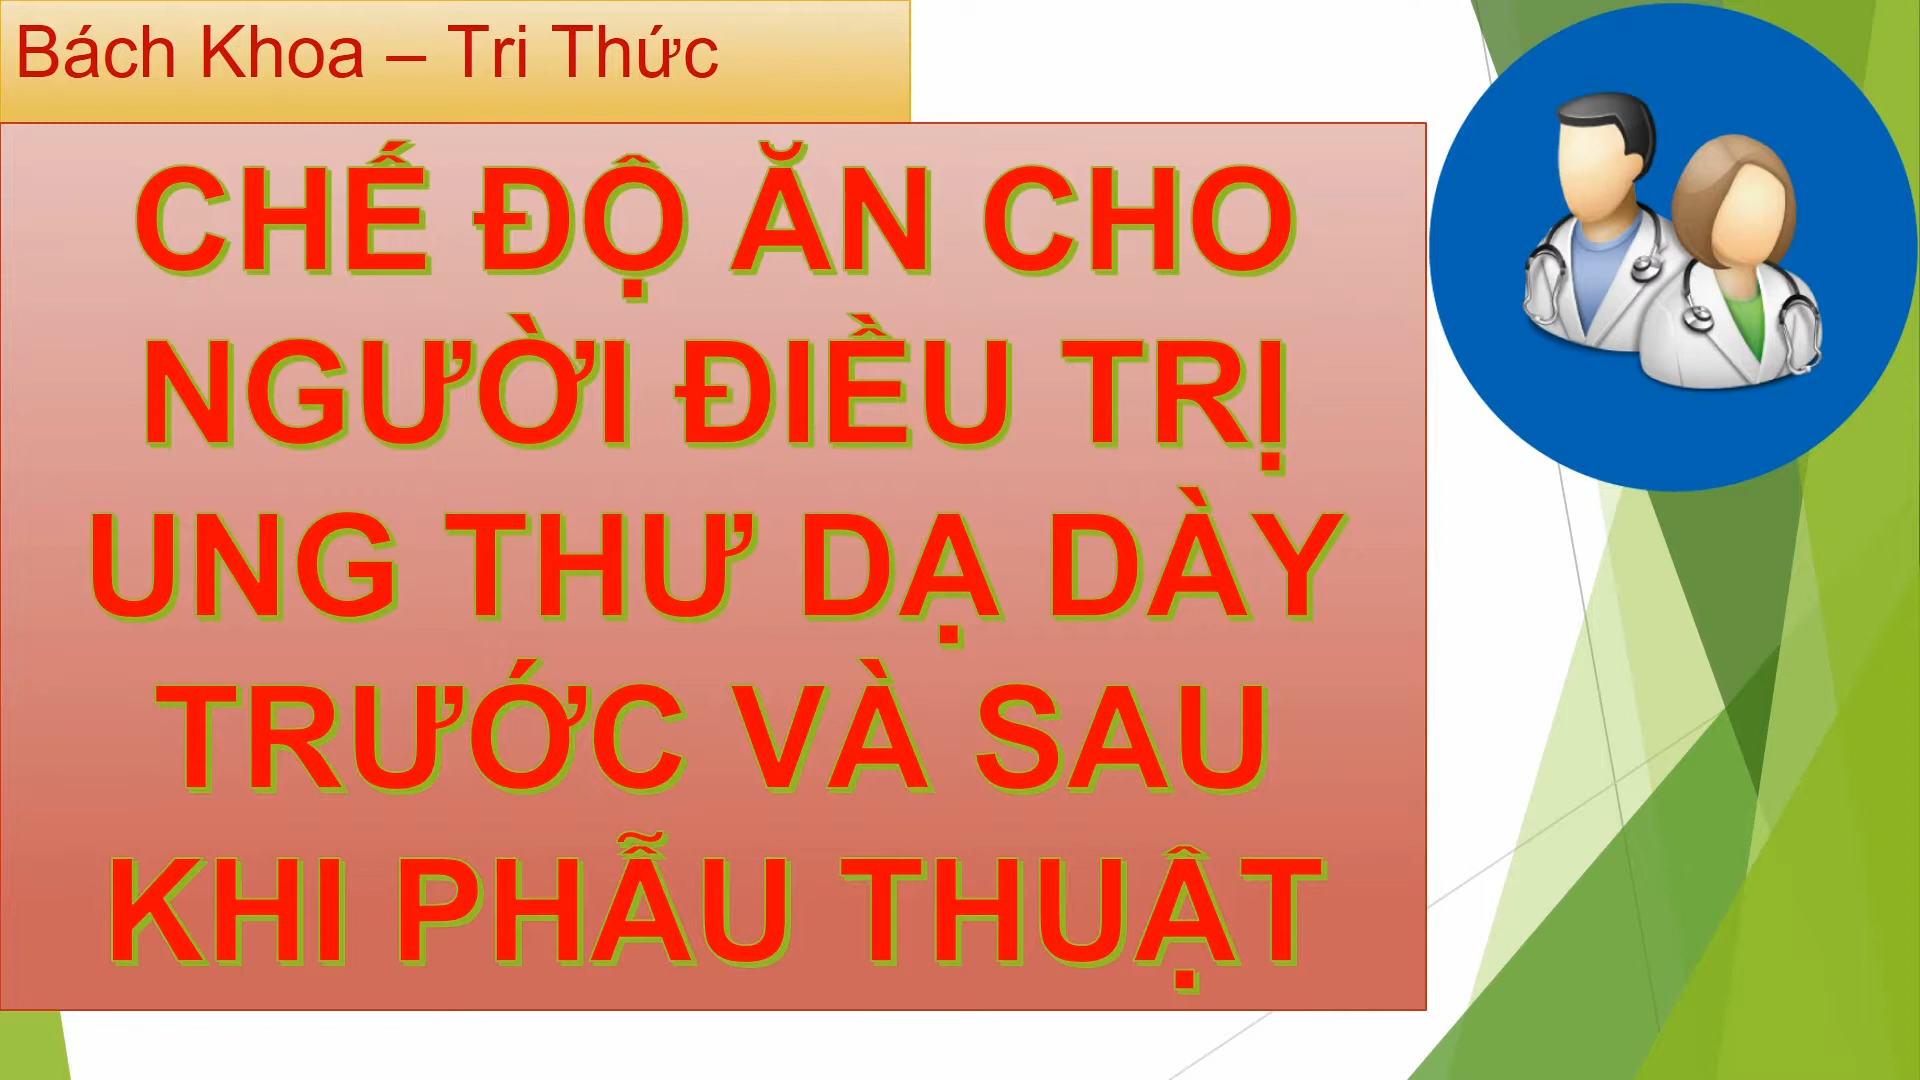 Bách Khoa – Tri Thức
CHẾ ĐỘ ĂN CHO
NGƯỜI ĐIỀU TRỊ
UNG THƯ DẠ DÀY
TRƯỚC VÀ SAU
KHI PHẪU THUẬT